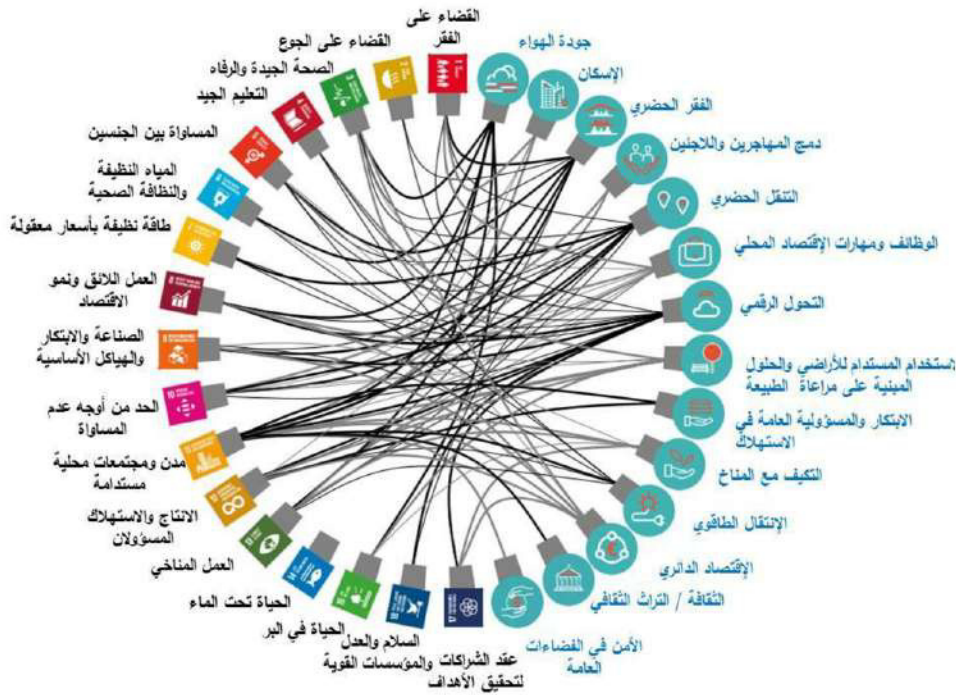 القضاء على
الفقر
القضاء على الجوع
الصحة الجيدة والرفاه
التعليم الجيد
المساواة بين الجنسين
المياه النظيفة
والنظافة الصحية
طاقة نظيفة بأسعار معقولة
العمل اللائق ونمو
الاقتصاد
الصناعة والابتكار
والهياكل الأساسية
الحد من أوجه عدم
المساواة
مدن ومجتمعات محلية
مستدامة
الانتاج والاستهلاك
المسؤولان
العمل المناخي
الحياة تحت الماء
الحياة في البر
السلام والعدل
والمؤسسات القوية
عقد الشراكات
لتحقيق الأهداف
جودة الهواء
الإسكان
الفقر الحضري
دمج المهاجرين واللاجئين
التنقل الحضري
الوظائف ومهارات الإقتصاد المحلي
التحول الرقمي
لاستخدام المستدام للأراضي والحلول
المبنية على مراعاة الطبيعة
الابتكار والمسؤولية العامة في
الاستهلاك
التكيف مع المناخ
الإنتقال الطاقوي
الإقتصاد الدائري
الثقافة / التراث الثقافي
الأمن في الفضاءات
العامة